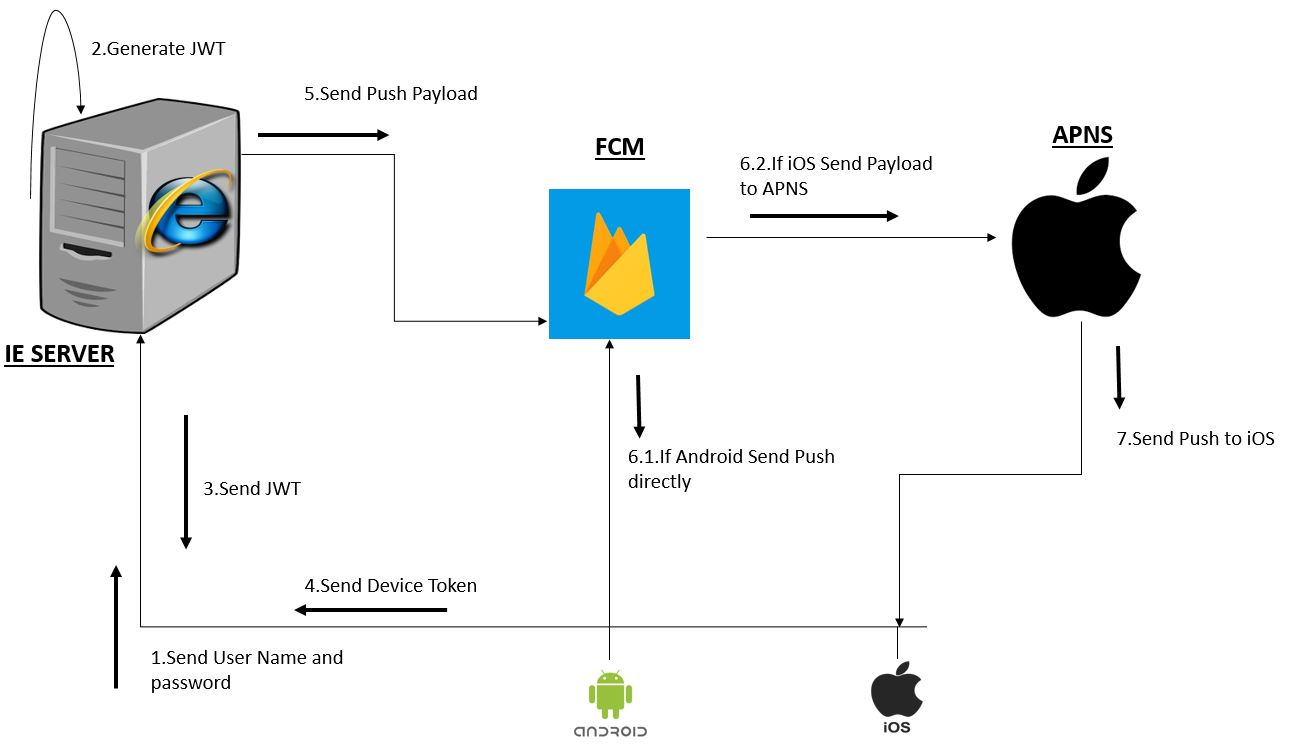 2.Generate JWT
5.Send Push Payload
FCM
APNS
6.2.If iOS Send Payload
to APNS
IE SERVER
3.Send JWT
6.1.If Android Send Push
directly
7.Send Push to iOS
4.Send Device Token
1.Send User Name and
password
ANDROID
iOS